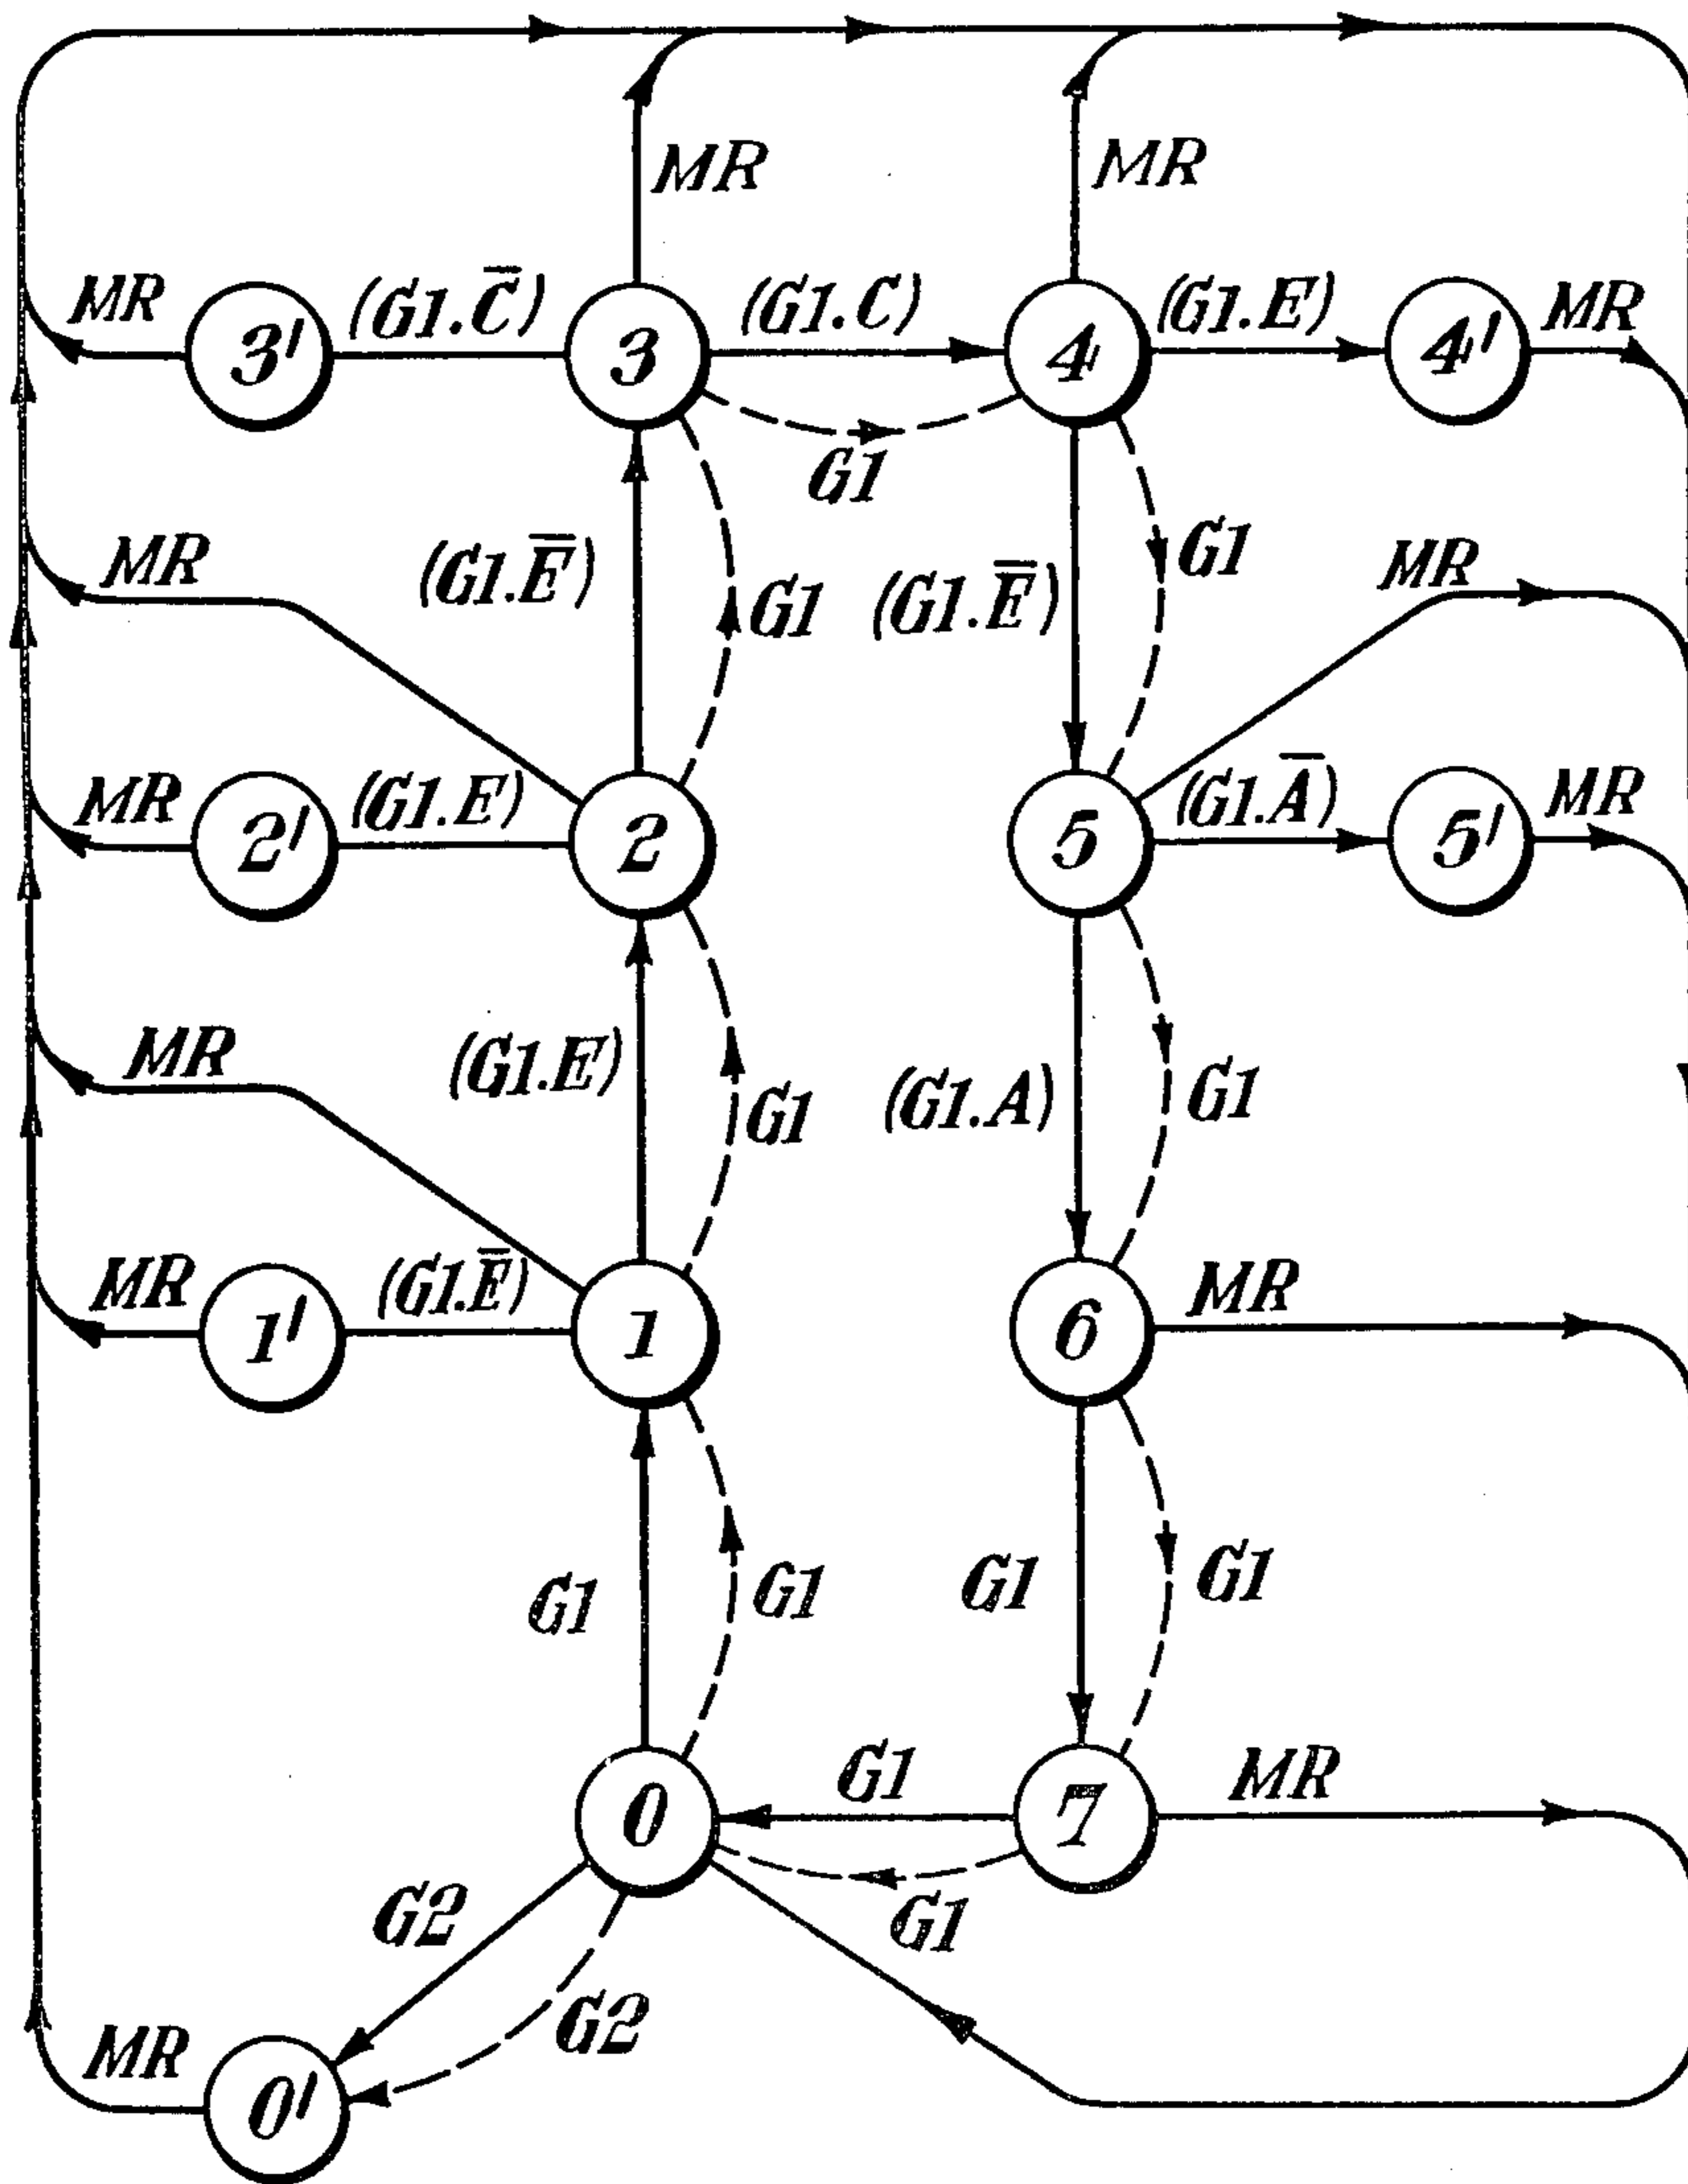 MR
MR
MR
(G1.C̅)
(G1.C)
(G1.E)
MR
3'
3
4
4'
G1
MR
(G1.E̅)
G1
(G1.E̅)
G1
MR
MR
(G1.E)
(G1.A̅)
MR
2'
2
5
5'
MR
(G1.E)
G1
(G1.A)
G1
MR
(G1.E̅)
MR
1'
1
6
G1
G1
G1
G1
G1
MR
0
7
G2
G1
G2
MR
0'